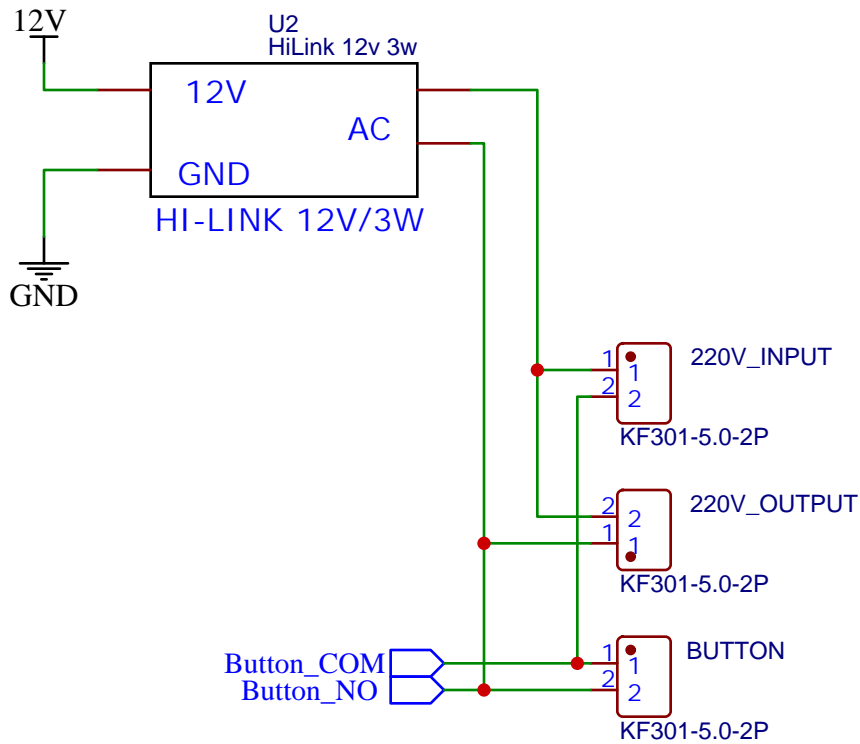 12V
U2
HiLink 12v 3w
12V
AC
GND
HI-LINK 12V/3W
GND
1
1
220V_INPUT
2
2
KF301-5.0-2P
2
2
220V_OUTPUT
1
1
KF301-5.0-2P
Button_COM
1
1
BUTTON
Button_NO
2
2
KF301-5.0-2P